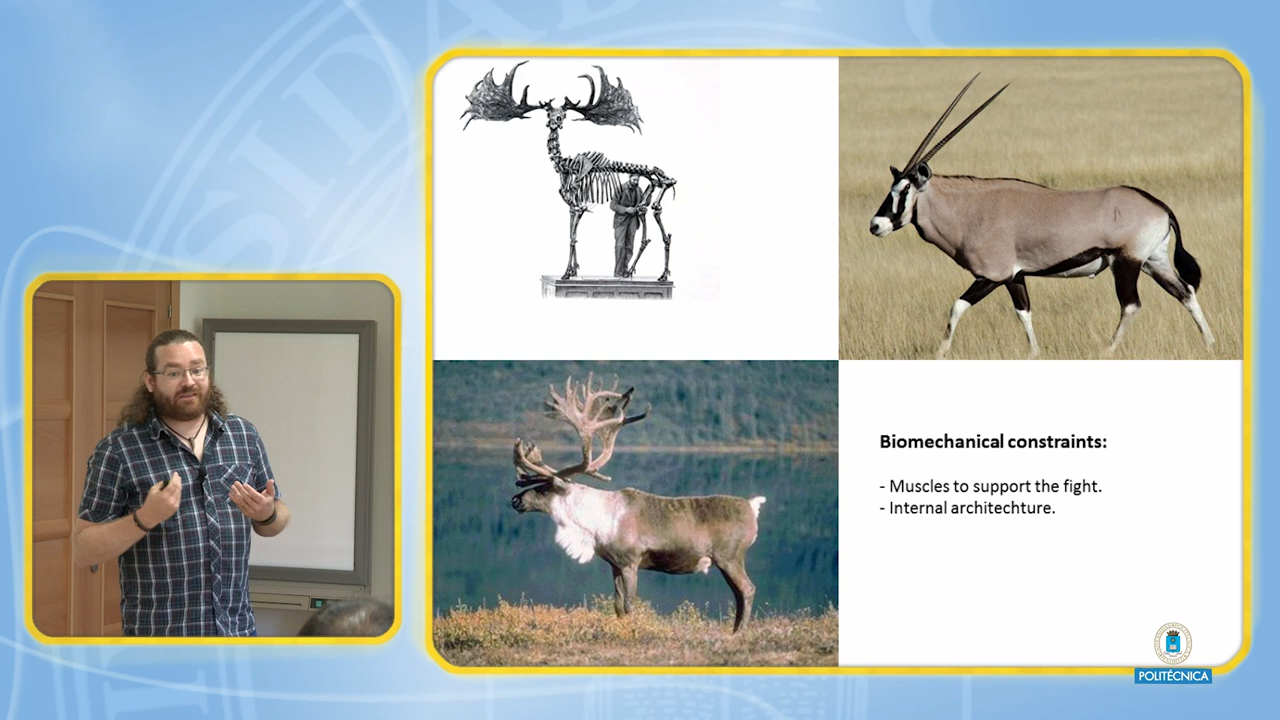 Biomechanical constraints:
- Muscles to support the fight.
- Internal architechture.
POLITÉCNICA